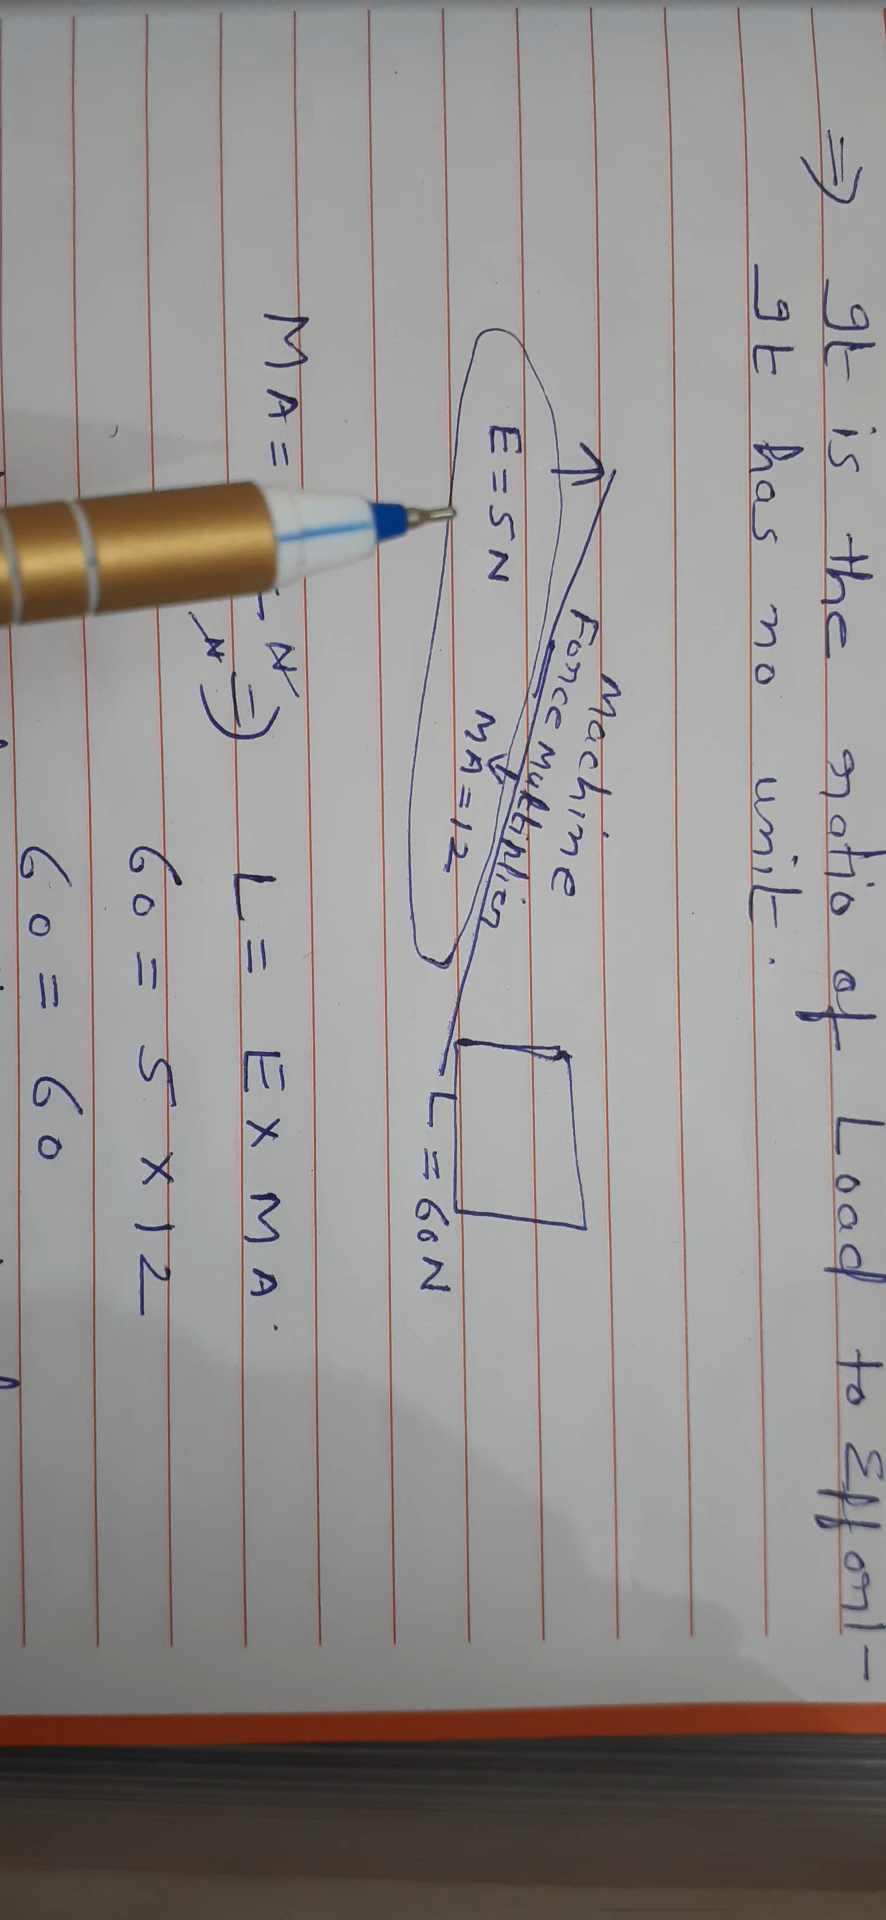 ⇒ It is the ratio of Load to Effort
It has no unit.
Machine
Force Multiplier
E = 5N
MA = 12
L = 60N
MA = N/N ⇒ L = E × MA.
60 = 5 × 12
60 = 60